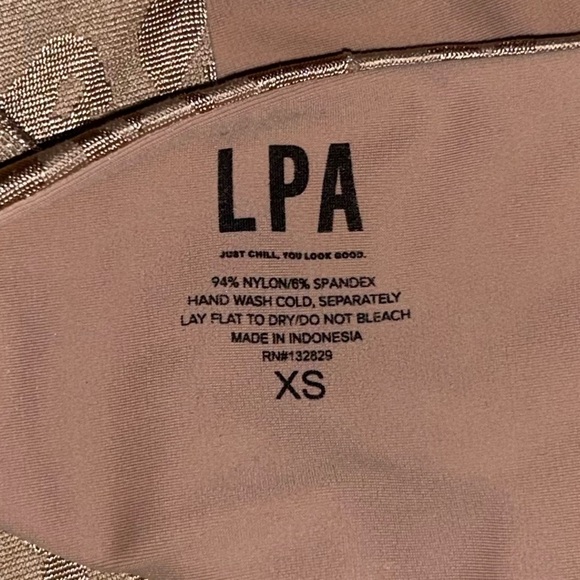 LPA
JUST CHILL, YOU LOOK GOOD.
94% NYLON/6% SPANDEX
HAND WASH COLD, SEPARATELY
LAY FLAT TO DRY/DO NOT BLEACH
MADE IN INDONESIA
RN#132829
XS